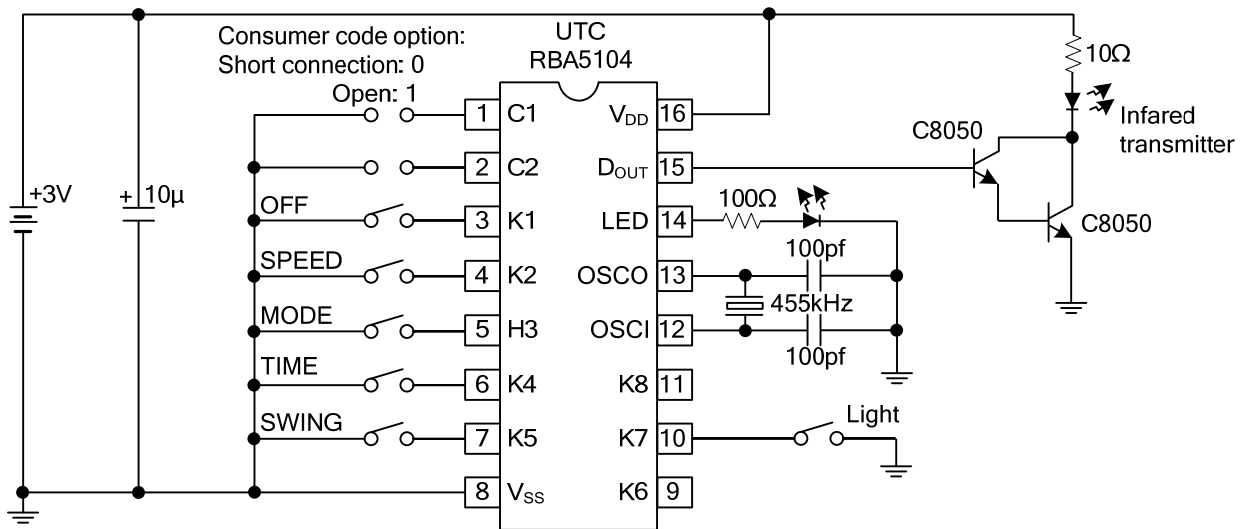 UTC
RBA5104
Consumer code option:
Short connection: 0
Open: 1
+3V
+ 10μ
OFF
SPEED
MODE
TIME
SWING
1 C1
2 C2
3 K1
4 K2
5 H3
6 K4
7 K5
8 VSS
VDD 16
DOUT 15
LED 14
OSCO 13
OSCI 12
K8 11
K7 10
K6 9
100Ω
100pf
455kHz
100pf
Light
10Ω
Infared
transmitter
C8050
C8050